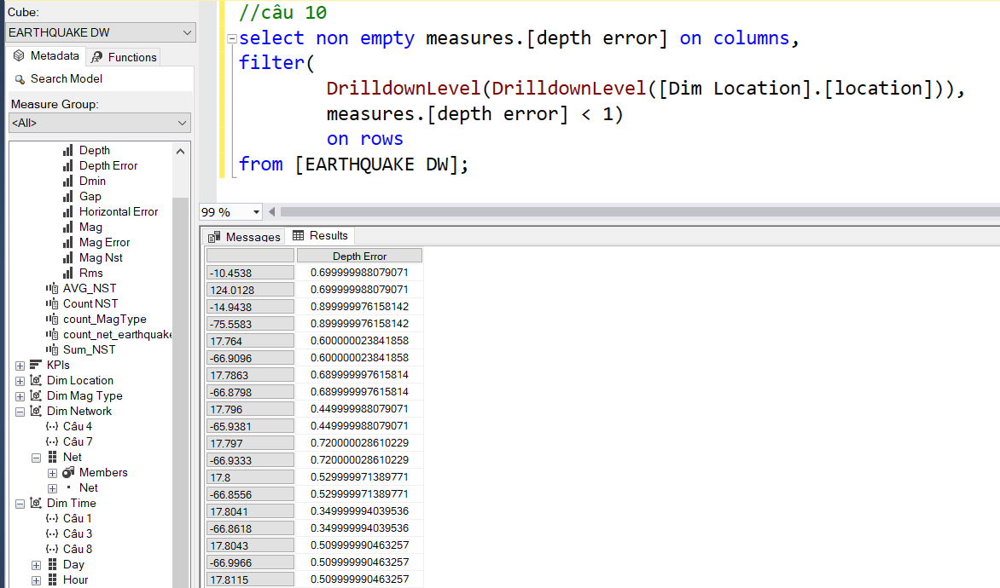 Cube:
EARTHQUAKE DW
Metadata
Functions
Search Model
Measure Group:
<All>
Depth
Depth Error
Dmin
Gap
Horizontal Error
Mag
Mag Error
Mag Nst
Rms
AVG_NST
Count NST
count_MagType
count_net_earthquake
Sum_NST
KPIs
Dim Location
Dim Mag Type
Dim Network
Câu 4
Câu 7
Net
Members
Net
Dim Time
Câu 1
Câu 3
Câu 8
Day
Hour
//câu 10
select non empty measures.[depth error] on columns,
filter(
DrilldownLevel(DrilldownLevel([Dim Location].[location])),
measures.[depth error] < 1)
on rows
from [EARTHQUAKE DW];
99 %
Messages
Results
Depth Error
-10.4538 0.699999988079071
124.0128 0.699999988079071
-14.9438 0.899999976158142
-75.5583 0.899999976158142
17.764 0.600000023841858
-66.9096 0.600000023841858
17.7863 0.689999997615814
-66.8798 0.689999997615814
17.796 0.449999988079071
-65.9381 0.449999988079071
17.797 0.720000028610229
-66.9333 0.720000028610229
17.8 0.529999971389771
-66.8556 0.529999971389771
17.8041 0.349999994039536
-66.8618 0.349999994039536
17.8043 0.509999990463257
-66.9966 0.509999990463257
17.8115 0.509999990463257